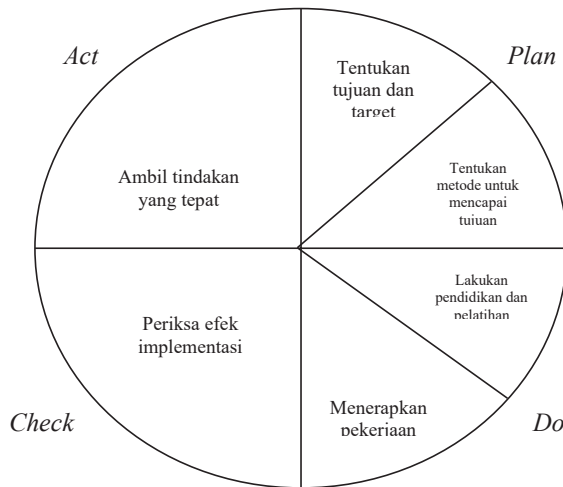 Act
Plan
Tentukan
tujuan dan
target
Ambil tindakan
yang tepat
Tentukan
metode untuk
mencapai
tujuan
Lakukan
pendidikan dan
pelatihan
Periksa efek
implementasi
Menerapkan
pekerjaan
Check
Do